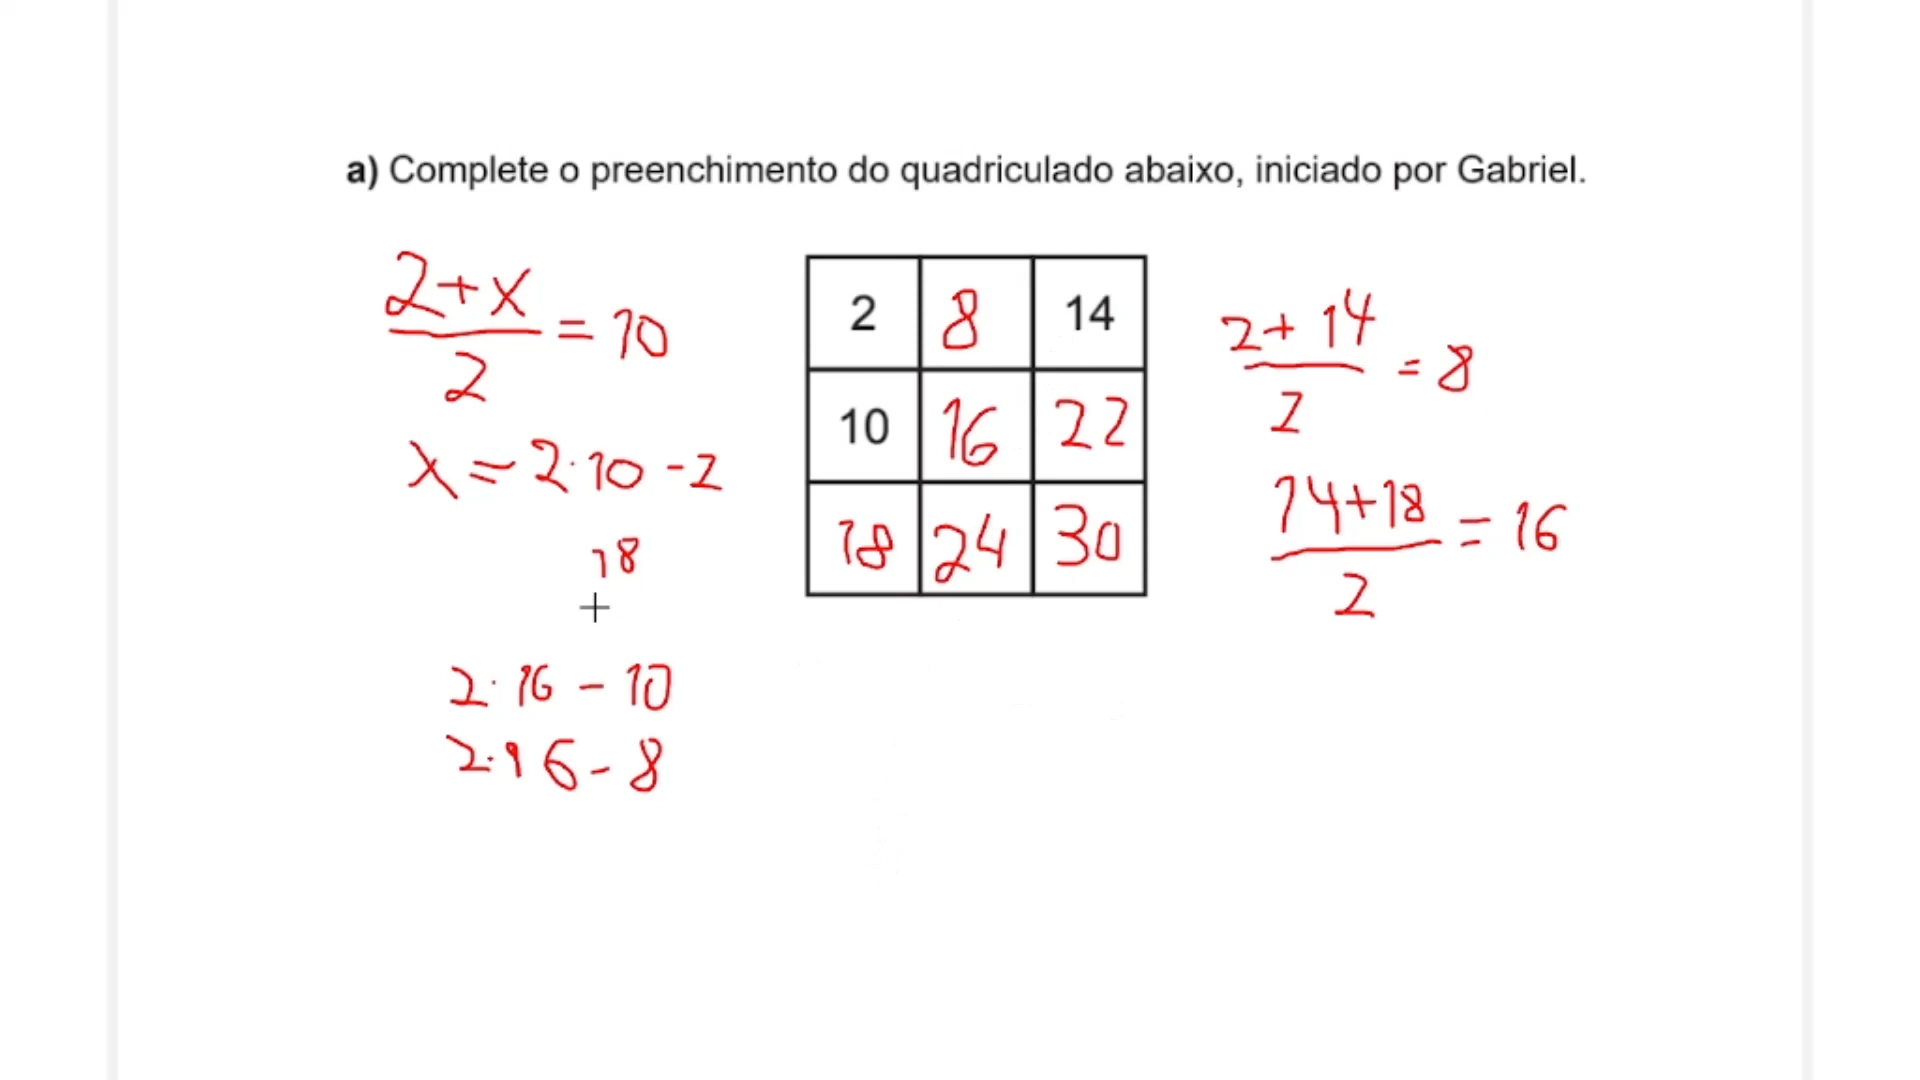 a) Complete o preenchimento do quadriculado abaixo, iniciado por Gabriel.
2+x
2
= 10
x = 2·10 - 2
18
2·16 - 10
2·16 - 8
2 8 14
10 16 22
18 24 30
2+14
2
= 8
14+18
2
= 16